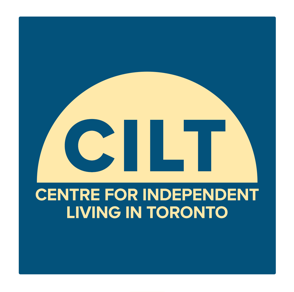 CILT
CENTRE FOR INDEPENDENT
LIVING IN TORONTO